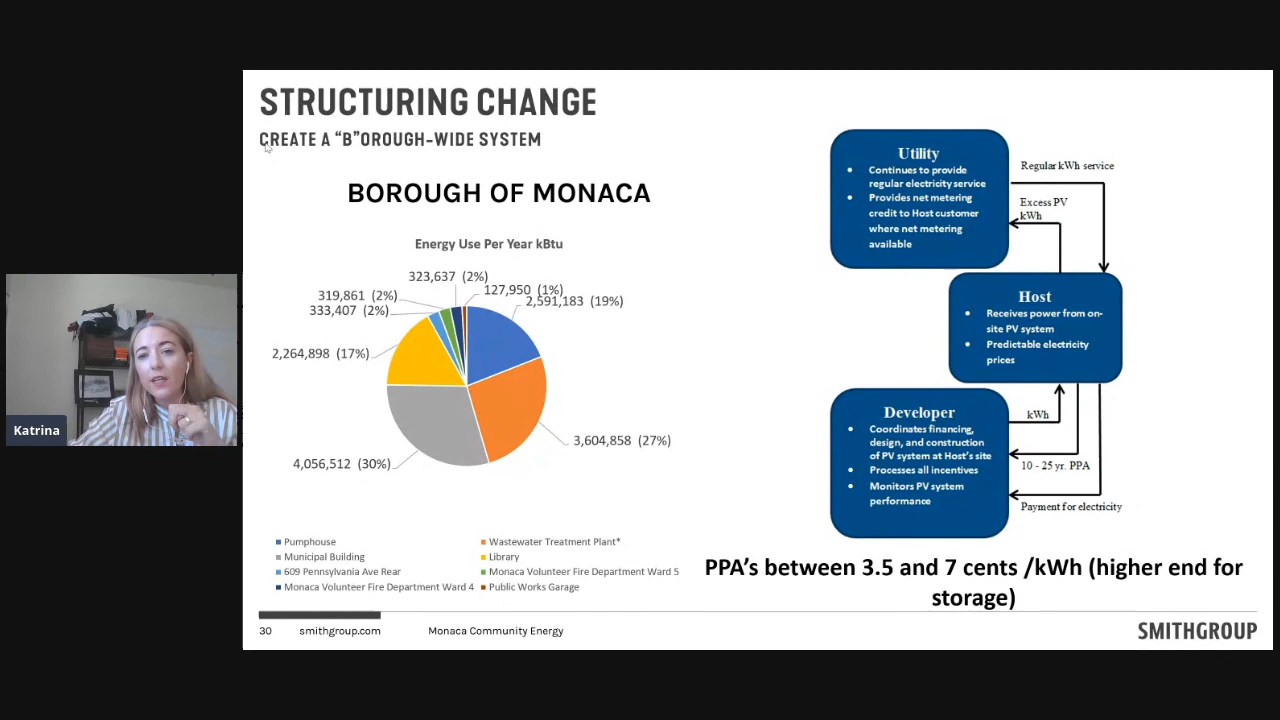 STRUCTURING CHANGE
CREATE A “B”OROUGH-WIDE SYSTEM
BOROUGH OF MONACA
Energy Use Per Year kBtu
323,637 (2%)
127,950 (1%)
319,861 (2%)
2,591,183 (19%)
333,407 (2%)
2,264,898 (17%)
3,604,858 (27%)
4,056,512 (30%)
Pumphouse
Wastewater Treatment Plant*
Municipal Building
Library
609 Pennsylvania Ave Rear
Monaca Volunteer Fire Department Ward 5
Monaca Volunteer Fire Department Ward 4
Public Works Garage
Utility
• Continues to provide
regular electricity service
• Provides net metering
credit to Host customer
where net metering
available
Regular kWh service
Excess PV
kWh
Host
• Receives power from on-
site PV system
• Predictable electricity
prices
Developer
• Coordinates financing,
design, and construction
of PV system at Host's site
• Processes all incentives
• Monitors PV system
performance
kWh
10 - 25 yr. PPA
Payment for electricity
PPA's between 3.5 and 7 cents /kWh (higher end for
storage)
30 smithgroup.com Monaca Community Energy
SMITHGROUP
Katrina